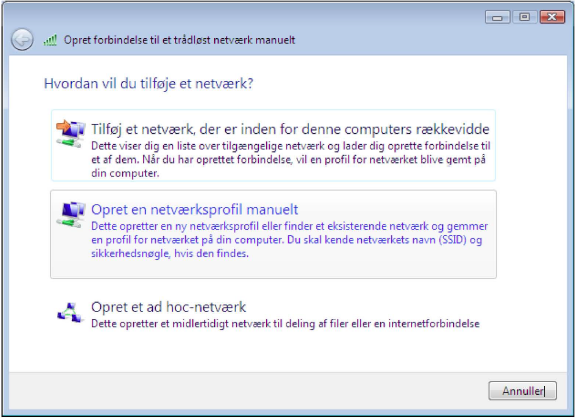 Opret forbindelse til et trådløst netværk manuelt
Hvordan vil du tilføje et netværk?
Tilføj et netværk, der er inden for denne computers rækkevidde
Dette viser dig en liste over tilgængelige netværk og lader dig oprette forbindelse til
et af dem. Når du har oprettet forbindelse, vil en profil for netværket blive gemt på
din computer.
Opret en netværksprofil manuelt
Dette opretter en ny netværksprofil eller finder et eksisterende netværk og gemmer
en profil for netværket på din computer. Du skal kende netværkets navn (SSID) og
sikkerhedsnøgle, hvis den findes.
Opret et ad hoc-netværk
Dette opretter et midlertidigt netværk til deling af filer eller en internetforbindelse
Annuller